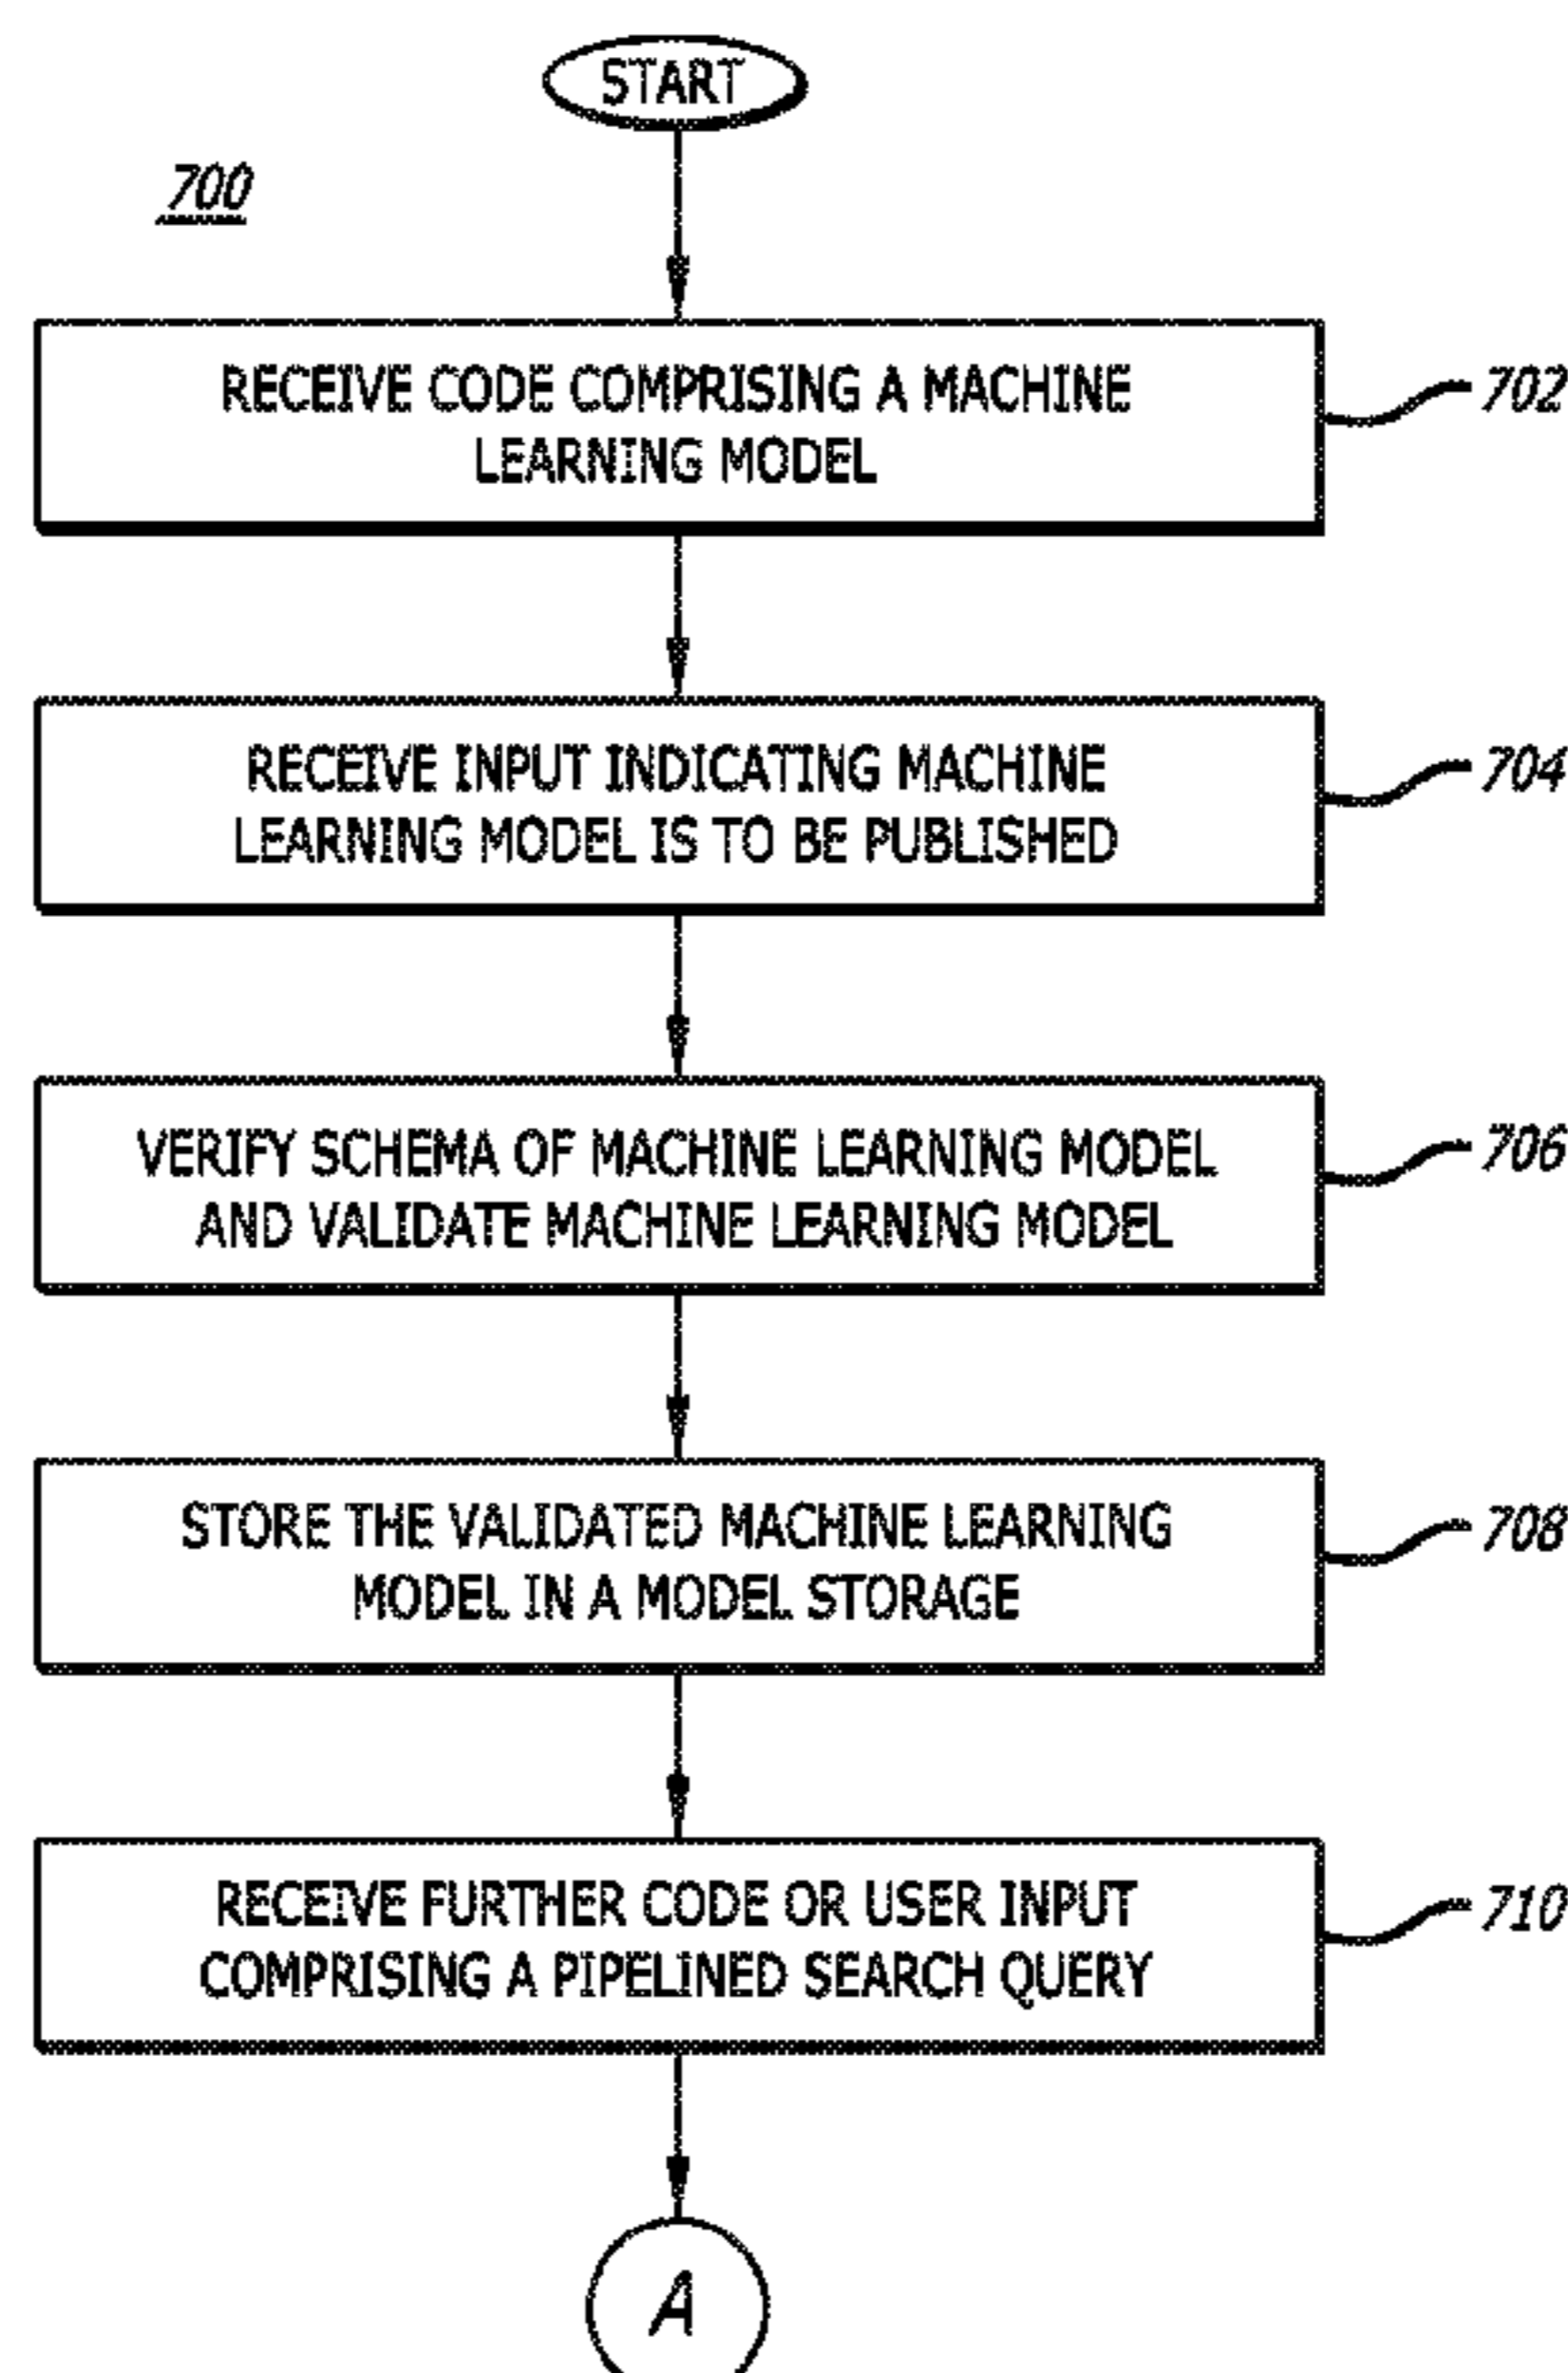 START
700
RECEIVE CODE COMPRISING A MACHINE
LEARNING MODEL
702
RECEIVE INPUT INDICATING MACHINE
LEARNING MODEL IS TO BE PUBLISHED
704
VERIFY SCHEMA OF MACHINE LEARNING MODEL
AND VALIDATE MACHINE LEARNING MODEL
706
STORE THE VALIDATED MACHINE LEARNING
MODEL IN A MODEL STORAGE
708
RECEIVE FURTHER CODE OR USER INPUT
COMPRISING A PIPELINED SEARCH QUERY
710
A